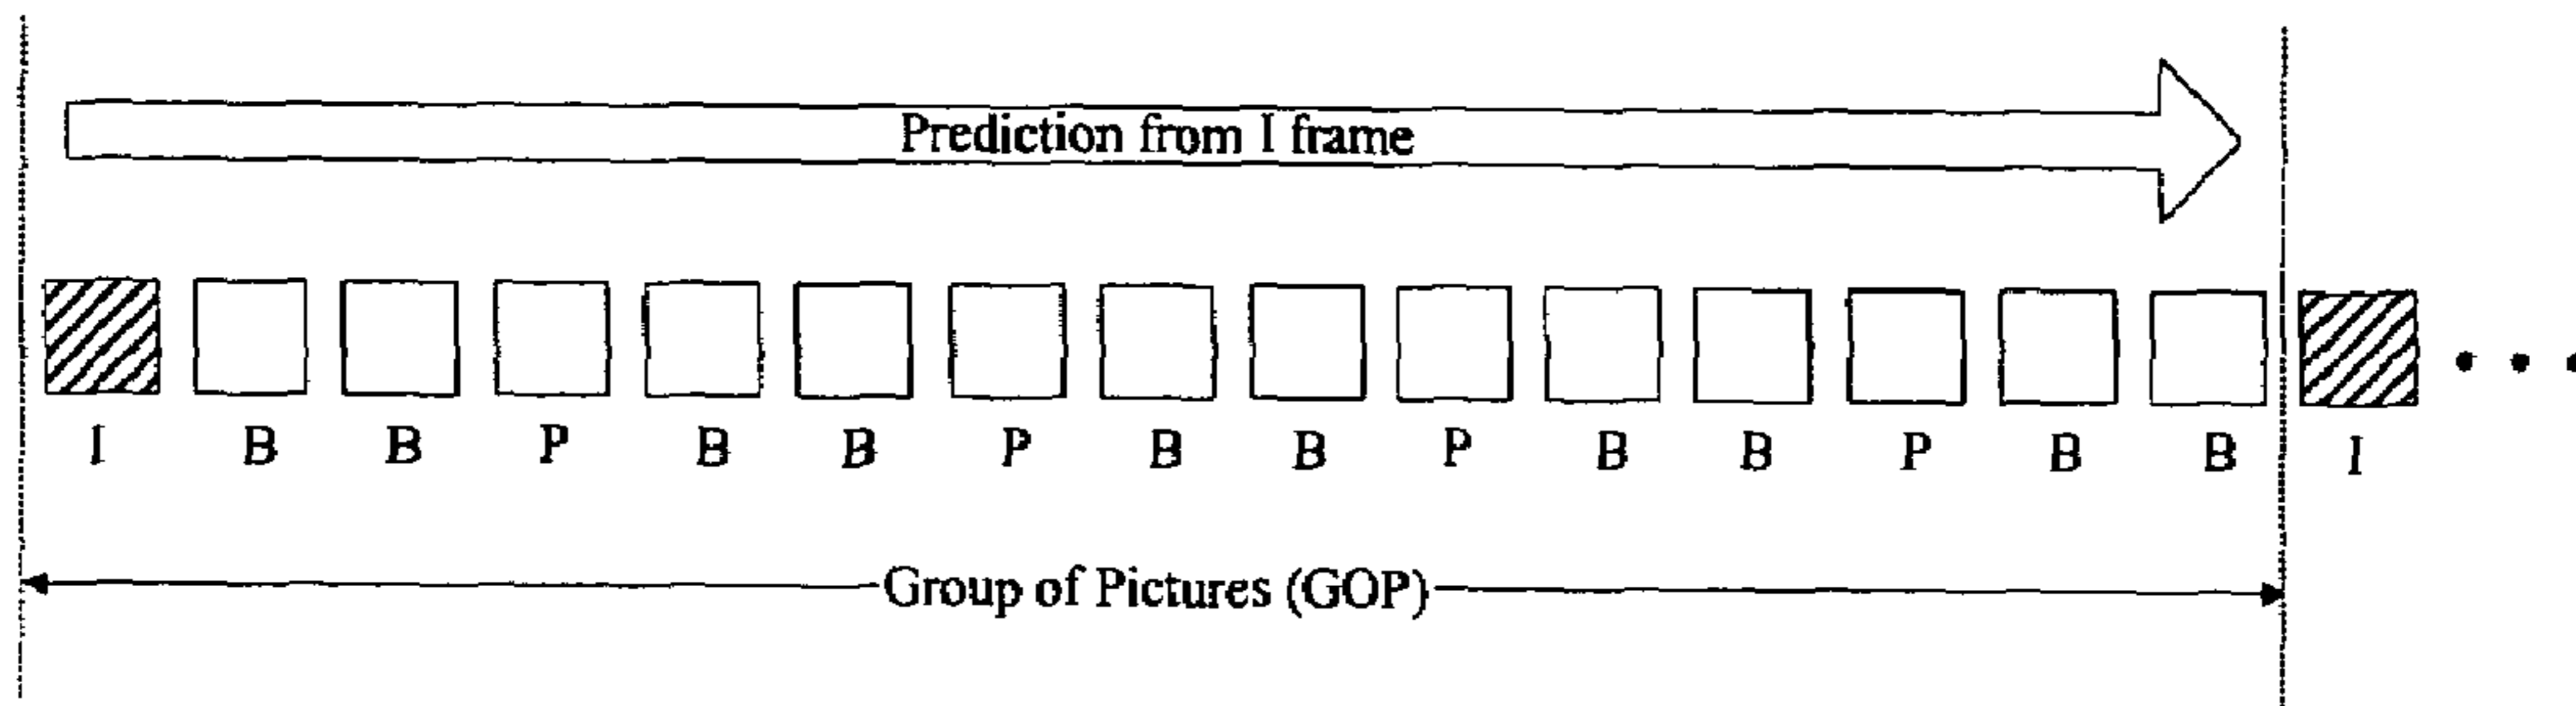 Prediction from I frame
I B B P B B P B B P B B P B B I
Group of Pictures (GOP)